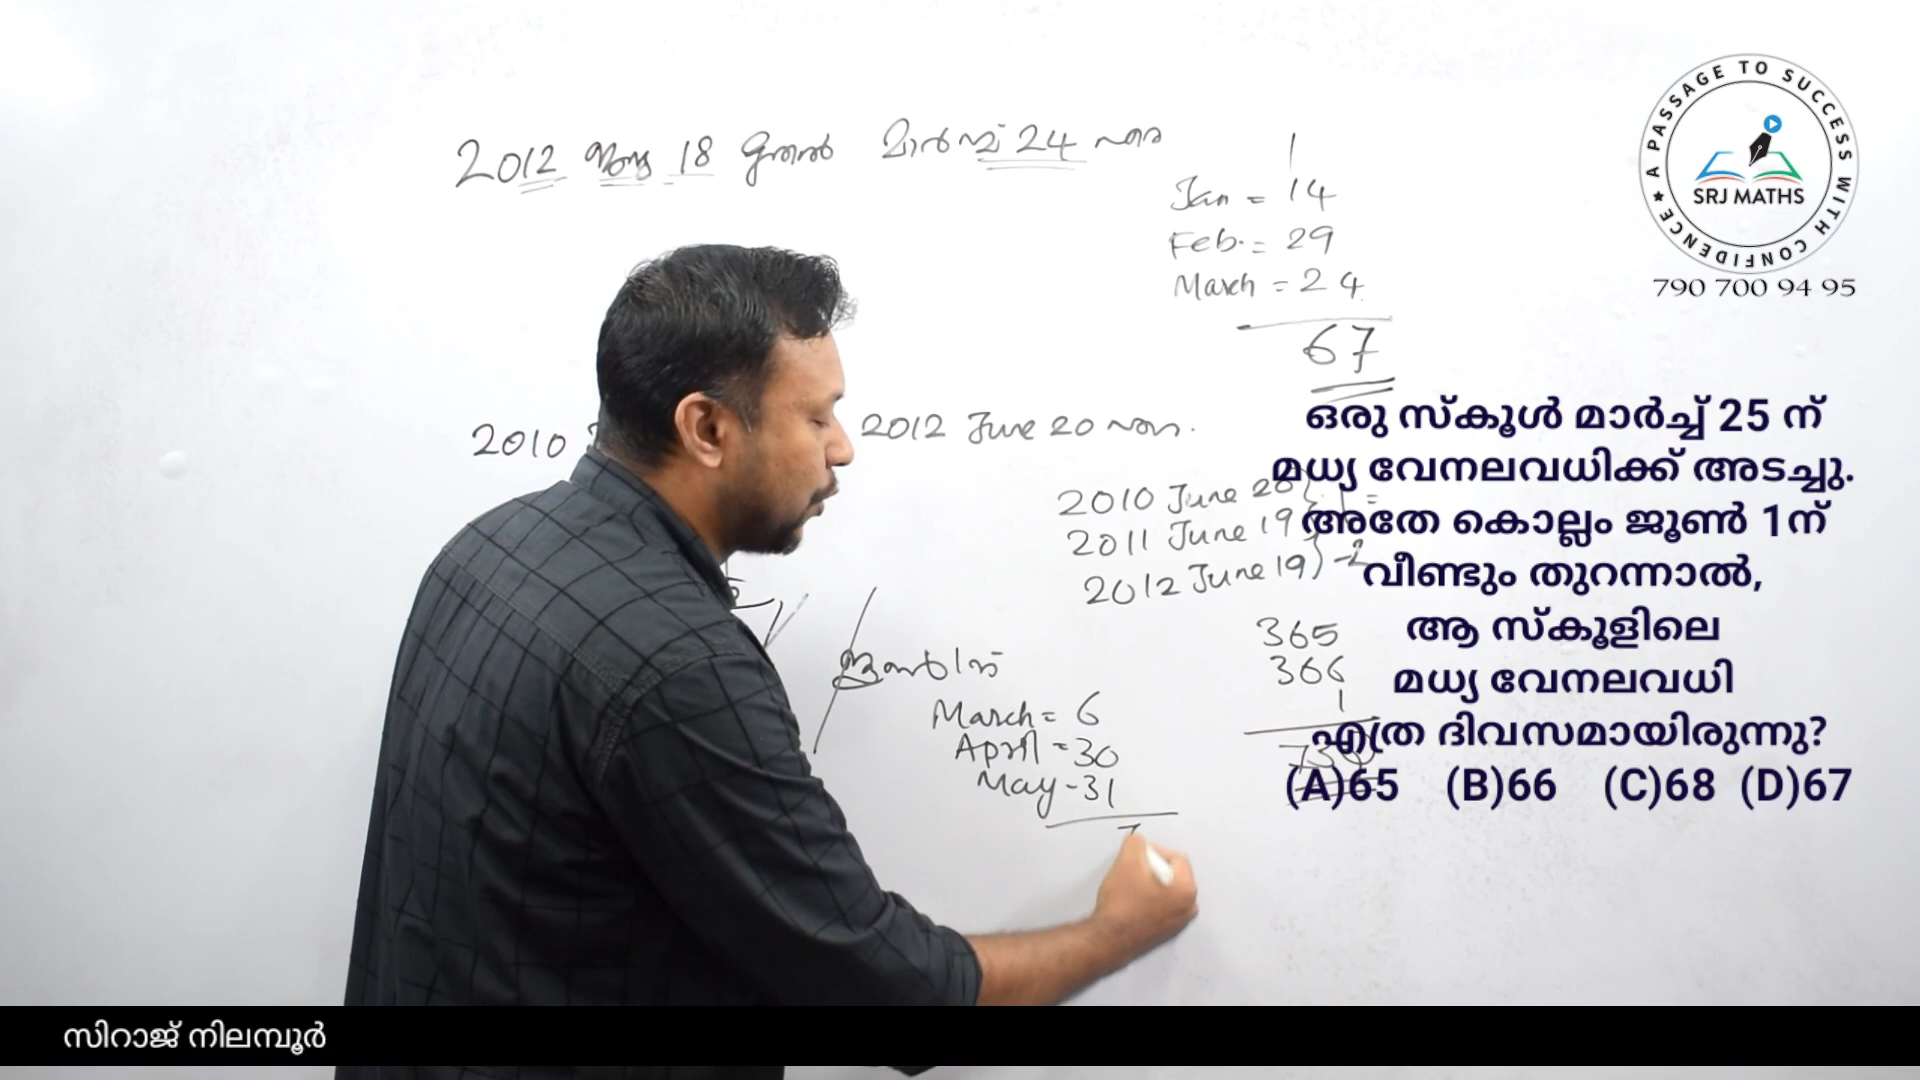 2012 ജനു 18 മുതൽ മാർച്ച് 24 വരെ
1
Jan = 14
Feb. = 29
March = 24
67
2010
2012 June 20 വരെ.
2010 June 20
2011 June 19
2012 June 19
365
366
1
ജൂൺ 1ന്
March = 6
April = 30
May - 31
A PASSAGE TO SUCCESS WITH CONFIDENCE
SRJ MATHS
790 700 94 95
ഒരു സ്കൂൾ മാർച്ച് 25 ന്
മധ്യ വേനലവധിക്ക് അടച്ചു.
അതേ കൊല്ലം ജൂൺ 1ന്
വീണ്ടും തുറന്നാൽ,
ആ സ്കൂളിലെ
മധ്യ വേനലവധി
എത്ര ദിവസമായിരുന്നു?
(A)65 (B)66 (C)68 (D)67
സിറാജ് നിലമ്പൂർ